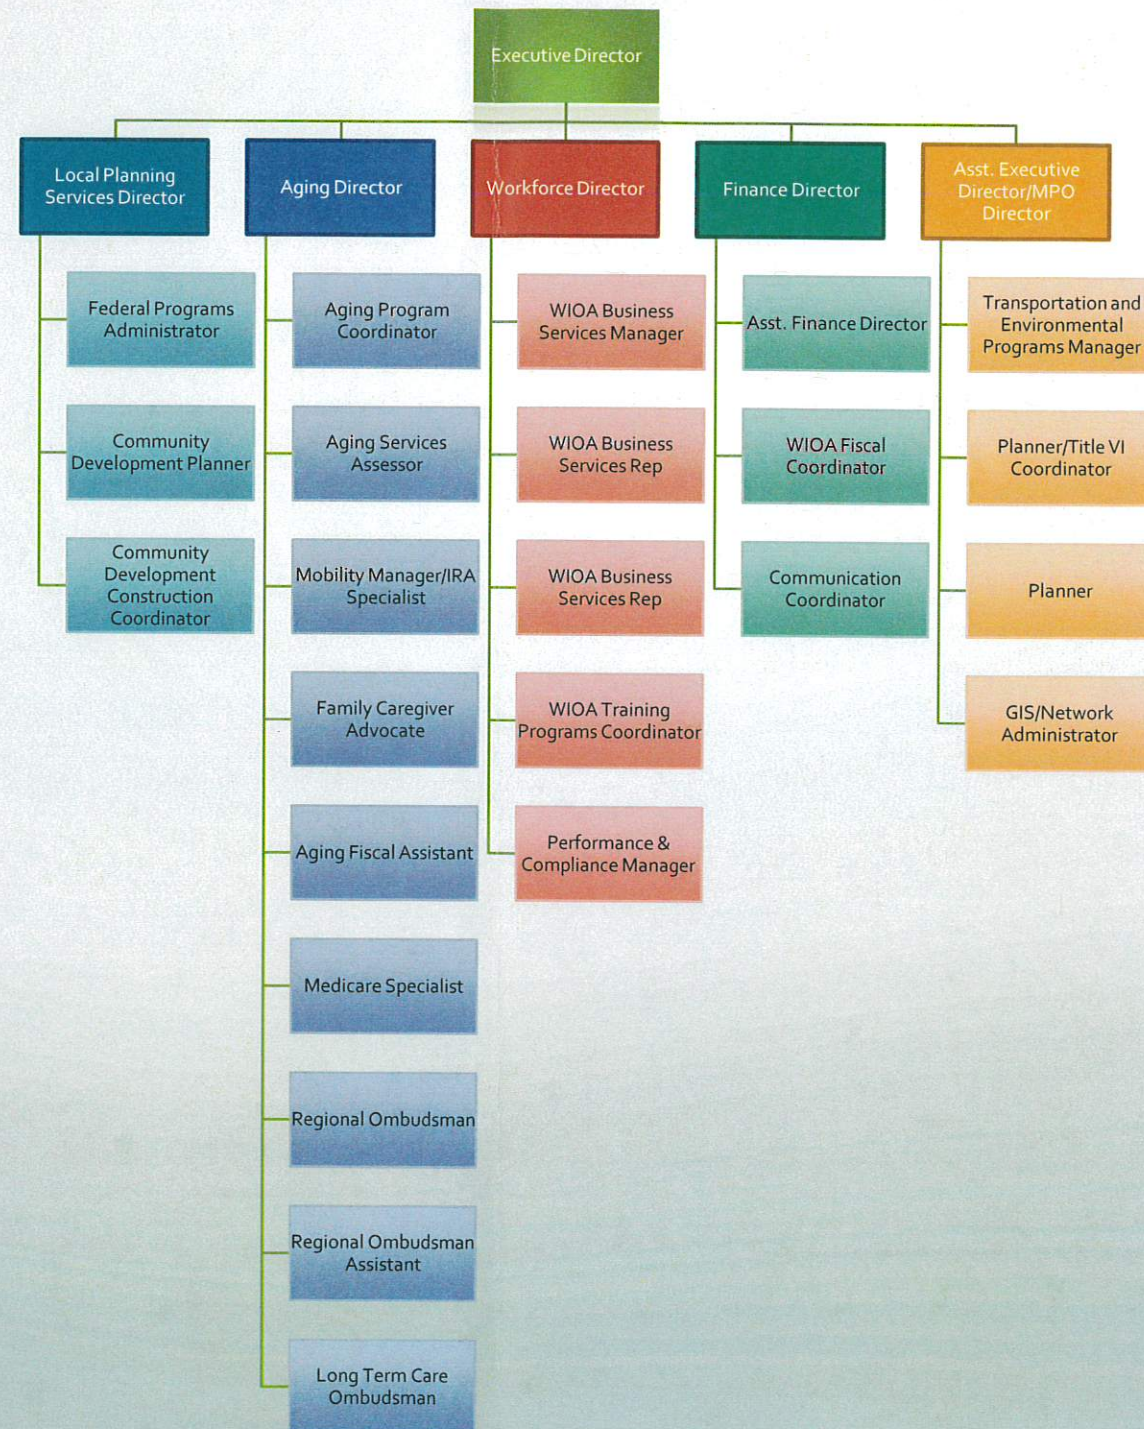 Executive Director
Local Planning
Services Director
Aging Director
Workforce Director
Finance Director
Asst. Executive
Director/MPO
Director
Federal Programs
Administrator
Community
Development Planner
Community
Development
Construction
Coordinator
Aging Program
Coordinator
Aging Services
Assessor
Mobility Manager/IRA
Specialist
Family Caregiver
Advocate
Aging Fiscal Assistant
Medicare Specialist
Regional Ombudsman
Regional Ombudsman
Assistant
Long Term Care
Ombudsman
WIOA Business
Services Manager
WIOA Business
Services Rep
WIOA Business
Services Rep
WIOA Training
Programs Coordinator
Performance &
Compliance Manager
Asst. Finance Director
WIOA Fiscal
Coordinator
Communication
Coordinator
Transportation and
Environmental
Programs Manager
Planner/Title VI
Coordinator
Planner
GIS/Network
Administrator